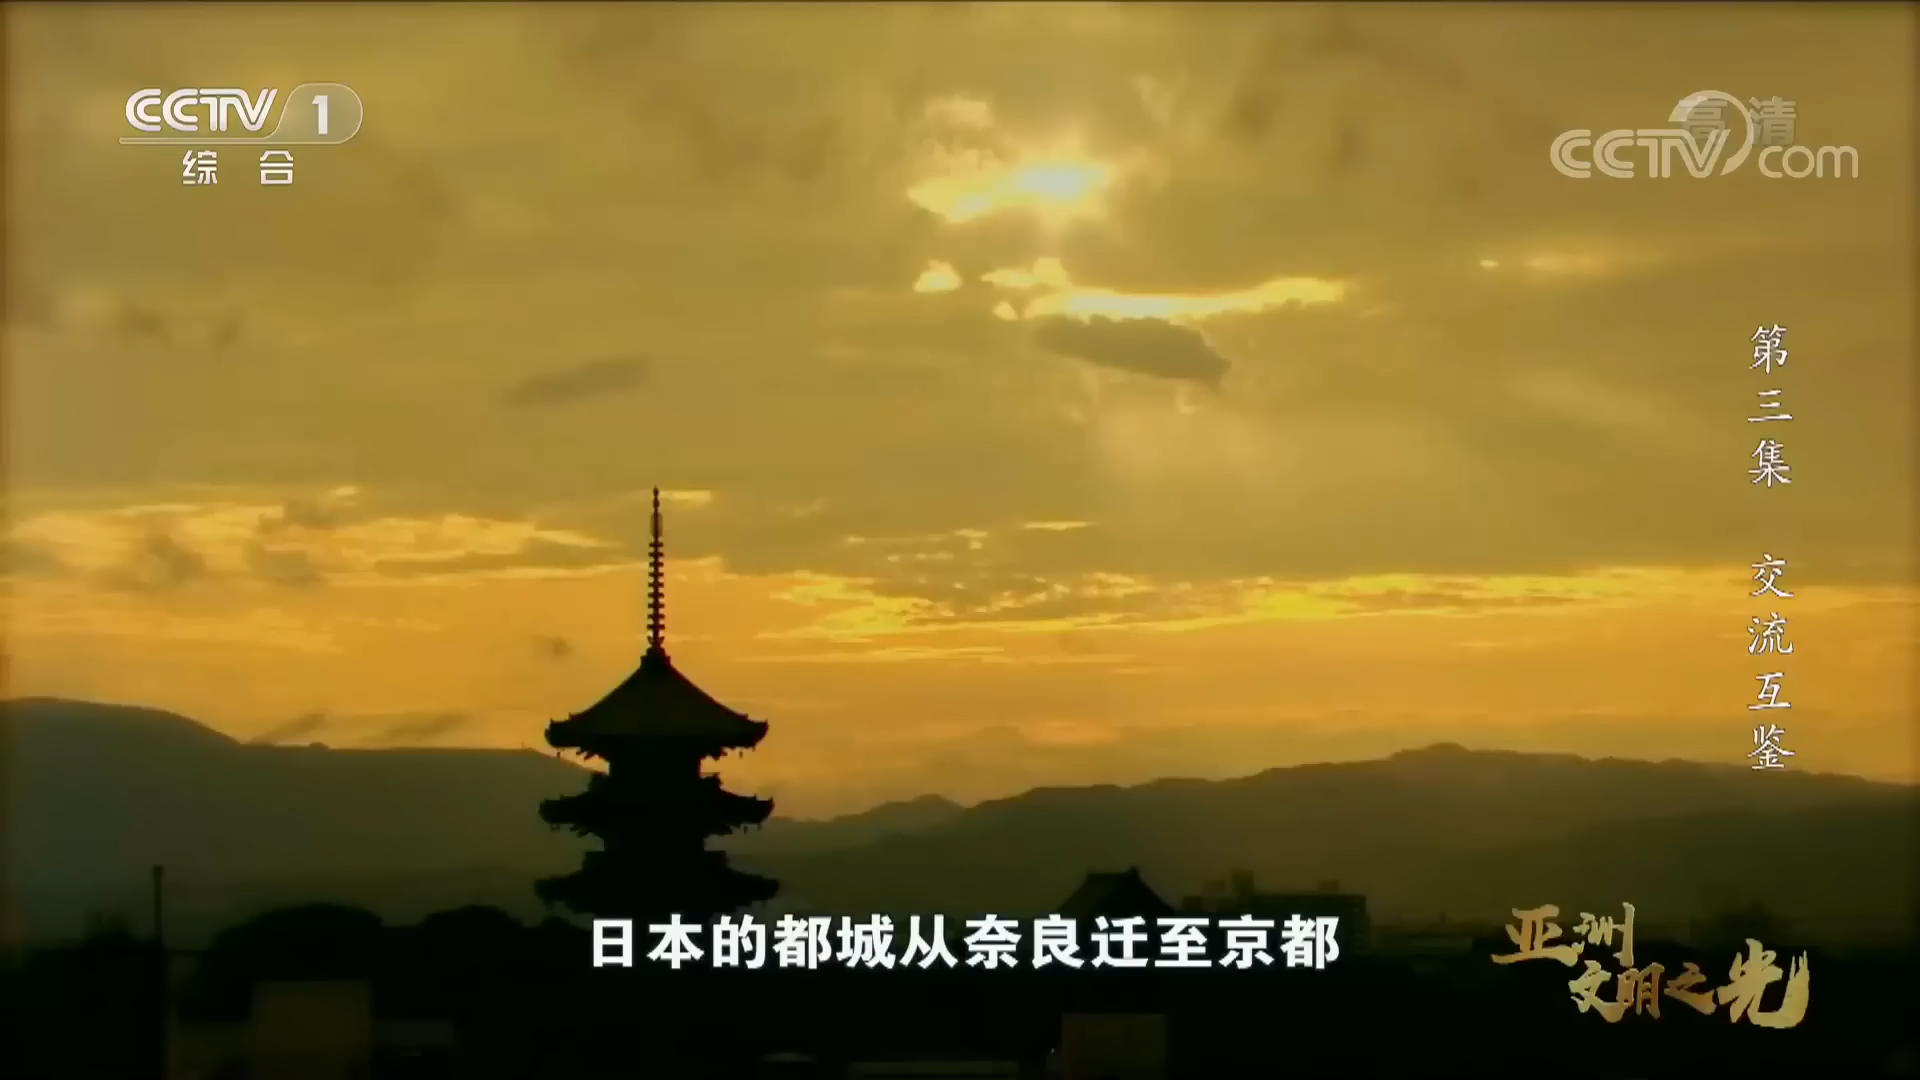 CCTV 1
综合
高清
CCTV.com
第三集 交流互鉴
日本的都城从奈良迁至京都
亚洲
文明之光